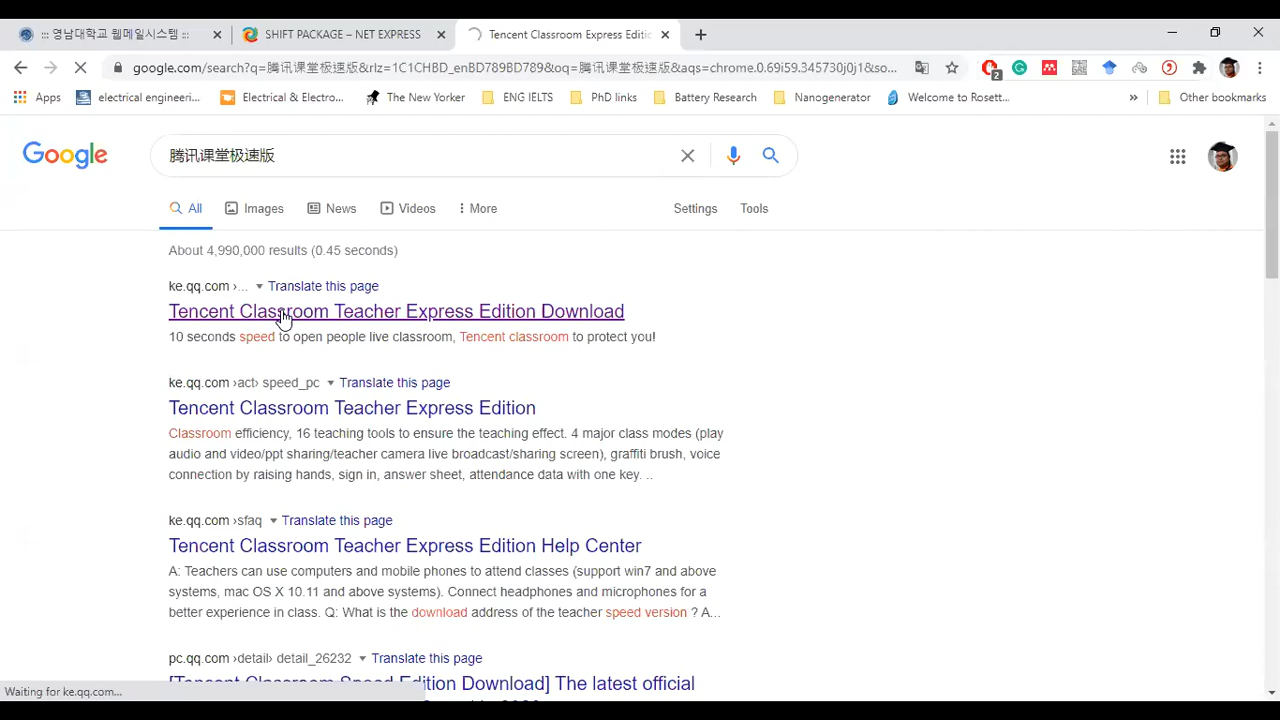 ::: 영남대학교 웹메일시스템 :::
SHIFT PACKAGE – NET EXPRESS
Tencent Classroom Express Editic
google.com/search?q=腾讯课堂极速版&rlz=1C1CHBD_enBD789BD789&oq=腾讯课堂极速版&aqs=chrome.0.69i59.345730j0j1&so...
2
Apps
electrical engineeri...
Electrical & Electro...
The New Yorker
ENG IELTS
PhD links
Battery Research
Nanogenerator
Welcome to Rosett...
»
Other bookmarks
Google
腾讯课堂极速版
All
Images
News
Videos
More
Settings
Tools
About 4,990,000 results (0.45 seconds)
ke.qq.com ›... Translate this page
Tencent Classroom Teacher Express Edition Download
10 seconds speed to open people live classroom, Tencent classroom to protect you!
ke.qq.com ›act› speed_pc Translate this page
Tencent Classroom Teacher Express Edition
Classroom efficiency, 16 teaching tools to ensure the teaching effect. 4 major class modes (play
audio and video/ppt sharing/teacher camera live broadcast/sharing screen), graffiti brush, voice
connection by raising hands, sign in, answer sheet, attendance data with one key. ..
ke.qq.com ›sfaq Translate this page
Tencent Classroom Teacher Express Edition Help Center
A: Teachers can use computers and mobile phones to attend classes (support win7 and above
systems, mac OS X 10.11 and above systems). Connect headphones and microphones for a
better experience in class. Q: What is the download address of the teacher speed version ? A...
pc.qq.com ›detail› detail_26232 Translate this page
[Tencent Classroom Speed Edition Download] The latest official
Waiting for ke.qq.com...